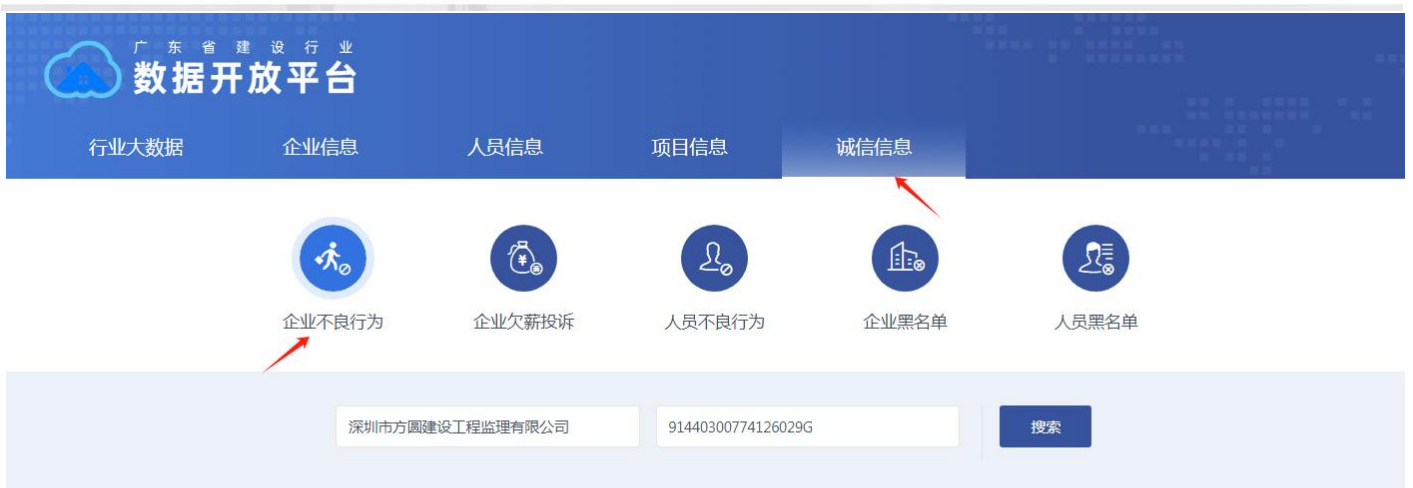 广东省建设行业
数据开放平台
行业大数据 企业信息 人员信息 项目信息 诚信信息
企业不良行为 企业欠薪投诉 人员不良行为 企业黑名单 人员黑名单
深圳市方圆建设工程监理有限公司 91440300774126029G 搜索